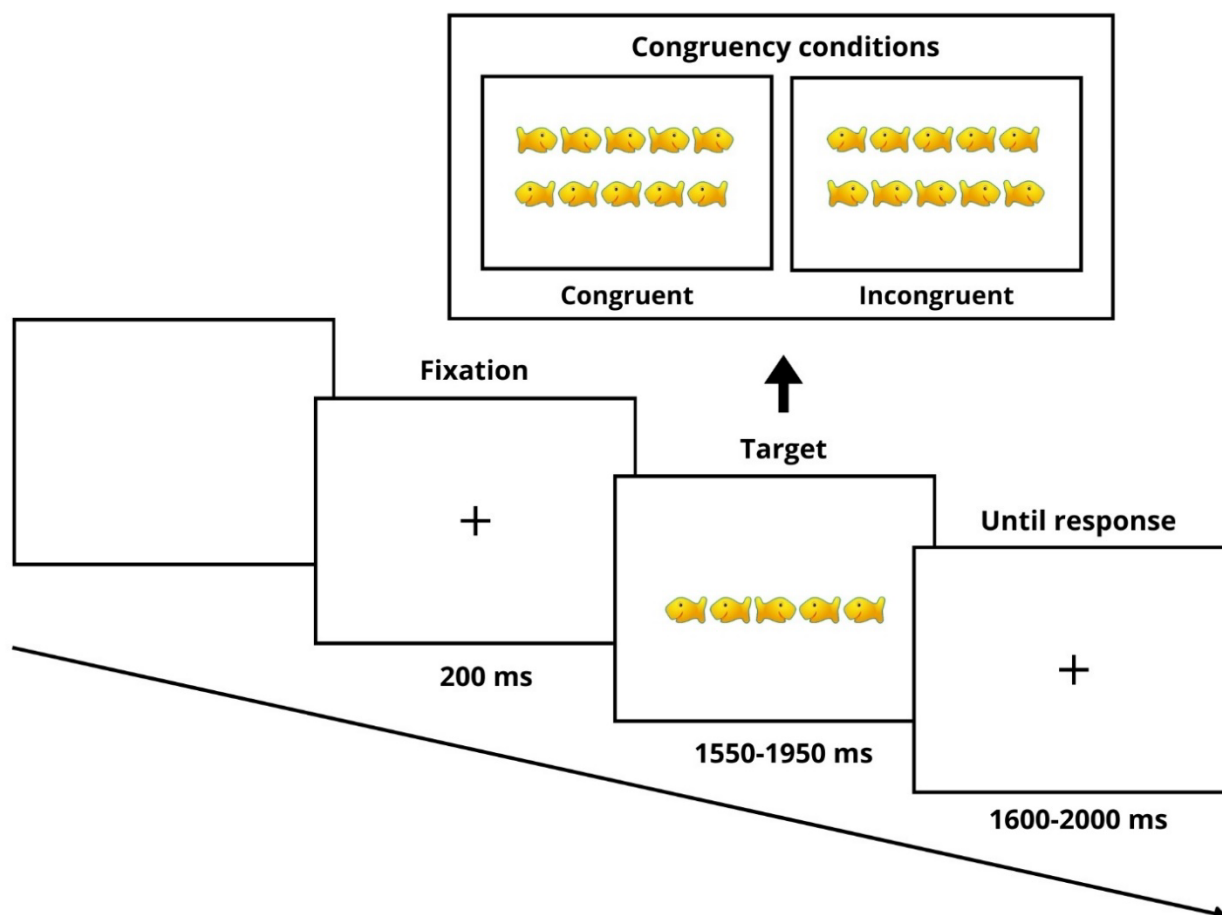 Congruency conditions
Congruent
Incongruent
Fixation
200 ms
Target
1550-1950 ms
Until response
1600-2000 ms